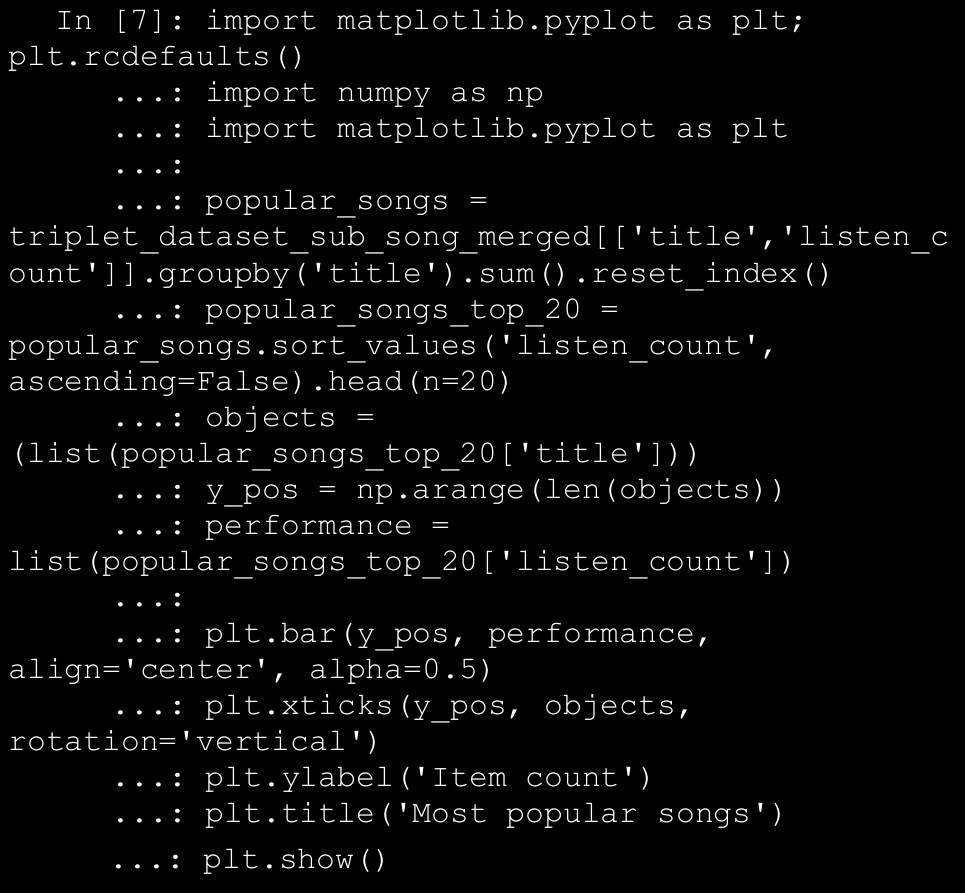 In [7]: import matplotlib.pyplot as plt;
plt.rcdefaults()
...: import numpy as np
...: import matplotlib.pyplot as plt
...:
...: popular_songs =
triplet_dataset_sub_song_merged[['title','listen_c
ount']].groupby('title').sum().reset_index()
...: popular_songs_top_20 =
popular_songs.sort_values('listen_count',
ascending=False).head(n=20)
...: objects =
(list(popular_songs_top_20['title']))
...: y_pos = np.arange(len(objects))
...: performance =
list(popular_songs_top_20['listen_count'])
...:
...: plt.bar(y_pos, performance,
align='center', alpha=0.5)
...: plt.xticks(y_pos, objects,
rotation='vertical')
...: plt.ylabel('Item count')
...: plt.title('Most popular songs')
...: plt.show()